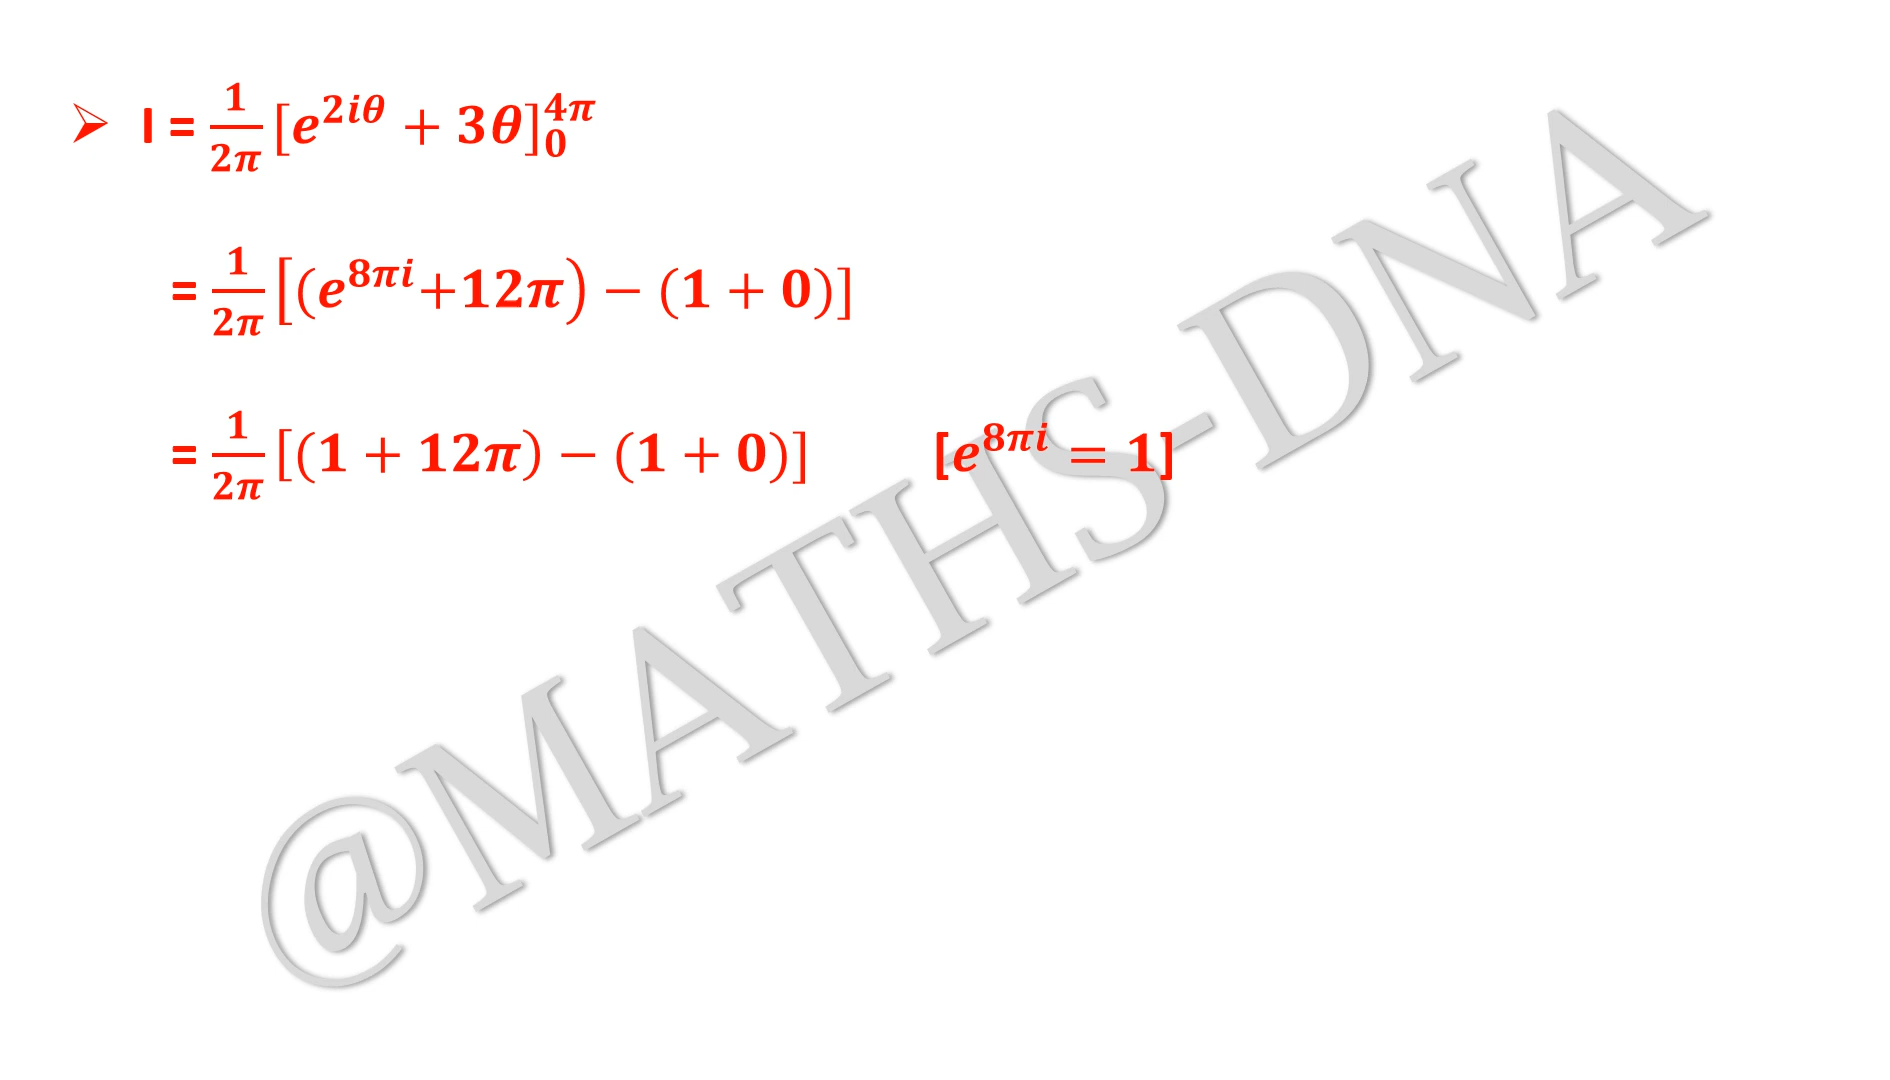 ➢ I = 1/2π [e^{2iθ} + 3θ]_0^{4π}
= 1/2π [(e^{8πi}+12π) − (1 + 0)]
= 1/2π [(1 + 12π) − (1 + 0)] [e^{8πi} = 1]
@MATHS-DNA